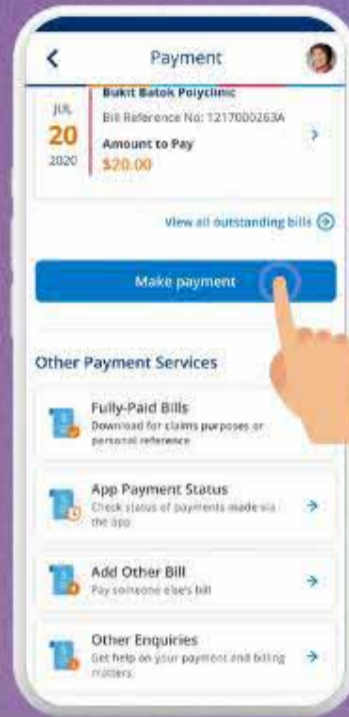 Payment
Bukit Batok Polyclinic
JUL
20
2020
Bill Reference No: 1217000263A
Amount to Pay
$20.00
View all outstanding bills
Make payment
Other Payment Services
Fully-Paid Bills
Download for claims purposes or
personal reference
App Payment Status
Check status of payments made via
the app
Add Other Bill
Pay someone else's bill
Other Enquiries
Get help on your payment and billing
matters